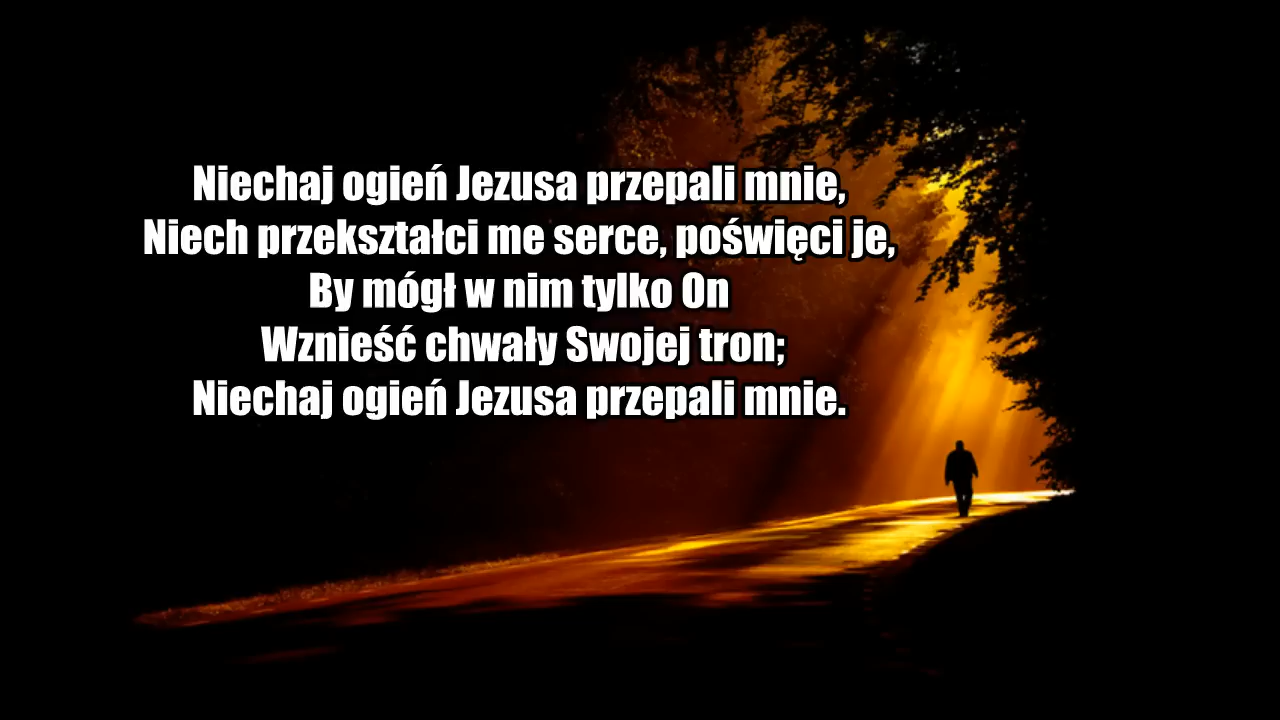 Niechaj ogień Jezusa przepali mnie,
Niech przekształci me serce, poświęci je,
By mógł w nim tylko On
Wznieść chwały Swojej tron;
Niechaj ogień Jezusa przepali mnie.